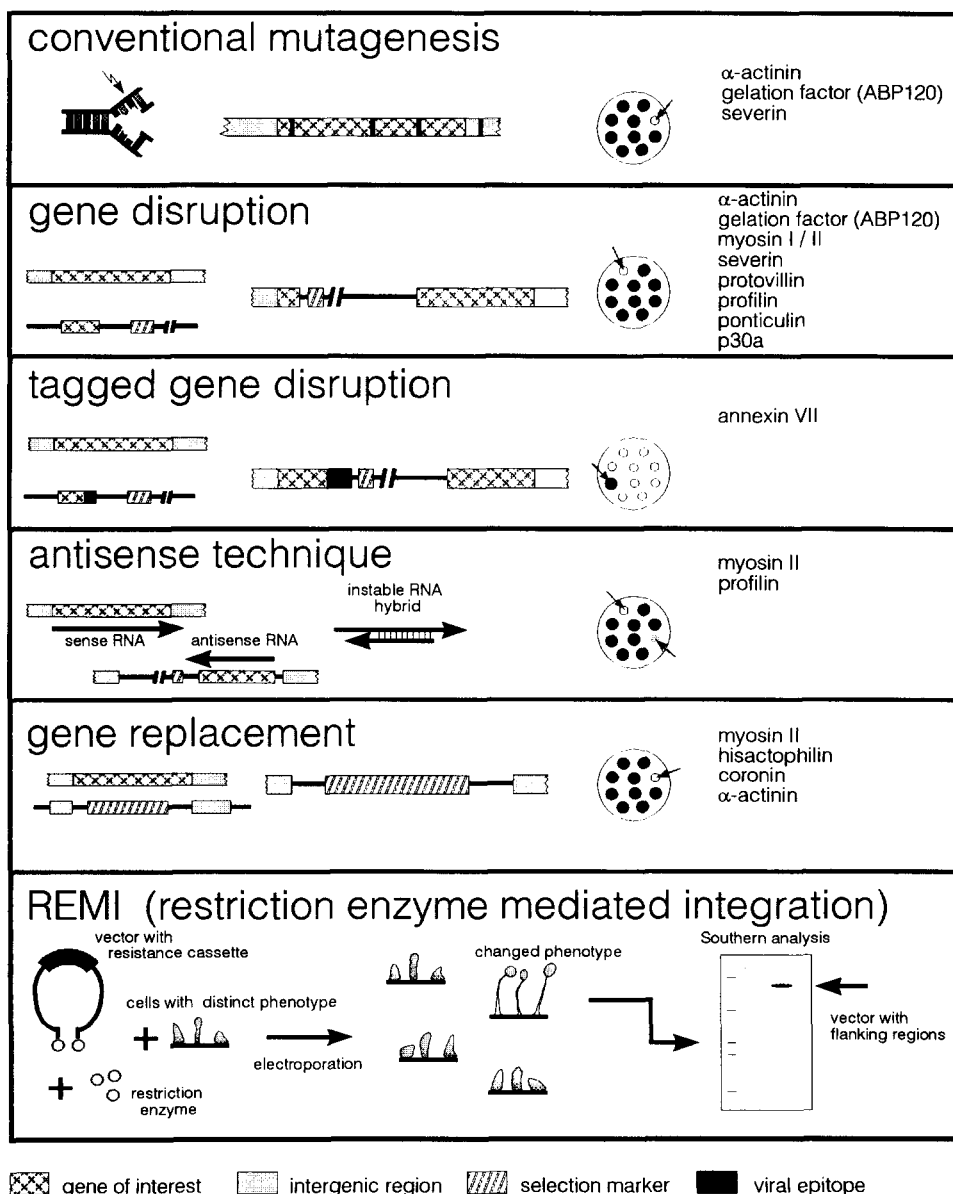 conventional mutagenesis
α-actinin
gelation factor (ABP120)
severin
gene disruption
α-actinin
gelation factor (ABP120)
myosin I / II
severin
protovillin
profilin
ponticulin
p30a
tagged gene disruption
annexin VII
antisense technique
instable RNA
hybrid
sense RNA
antisense RNA
myosin II
profilin
gene replacement
myosin II
hisactophilin
coronin
α-actinin
REMI (restriction enzyme mediated integration)
vector with
resistance cassette
cells with distinct phenotype
restriction
enzyme
electroporation
changed phenotype
Southern analysis
vector with
flanking regions
gene of interest
intergenic region
selection marker
viral epitope